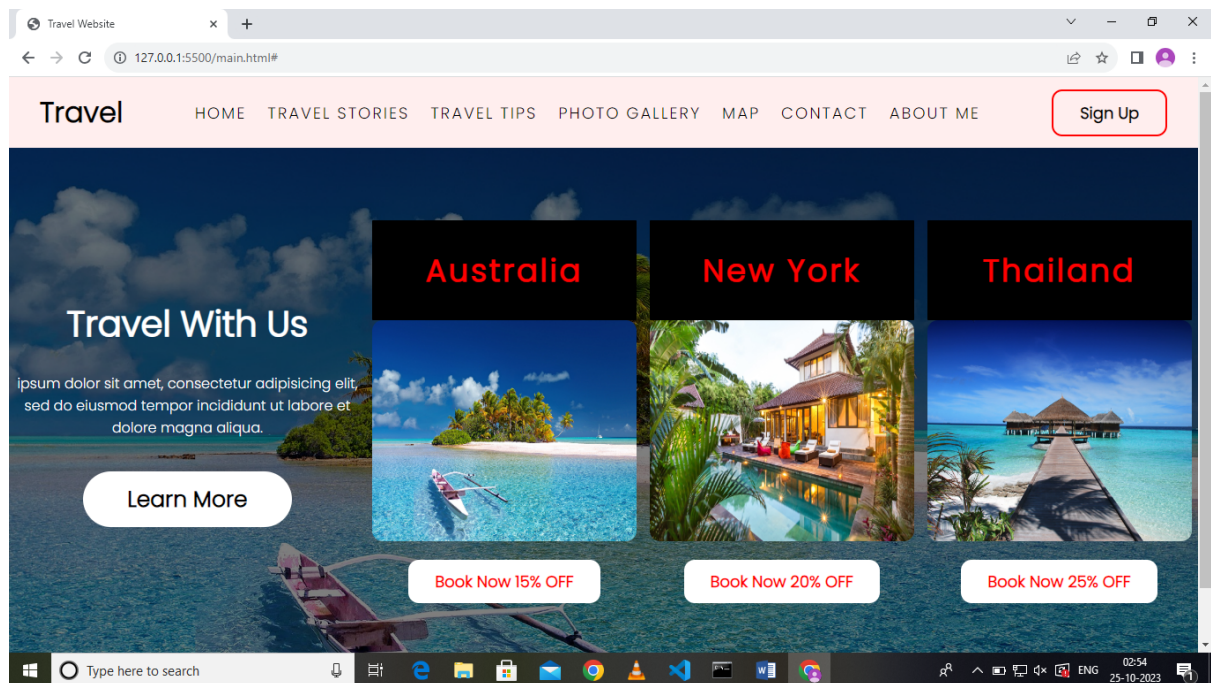 Travel Website
127.0.0.1:5500/main.html#
Travel
HOME TRAVEL STORIES TRAVEL TIPS PHOTO GALLERY MAP CONTACT ABOUT ME
Sign Up
Travel With Us
ipsum dolor sit amet, consectetur adipisicing elit,
sed do eiusmod tempor incididunt ut labore et
dolore magna aliqua.
Learn More
Australia
New York
Thailand
Book Now 15% OFF
Book Now 20% OFF
Book Now 25% OFF
Type here to search
ENG
02:54
25-10-2023